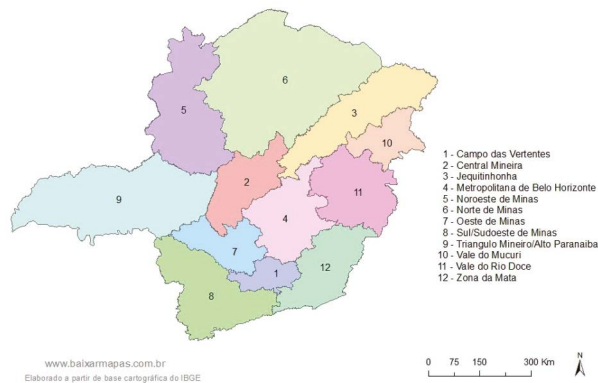 6
5
3
10
1 - Campo das Vertentes
2 - Central Mineira
3 - Jequitinhonha
4 - Metropolitana de Belo Horizonte
5 - Noroeste de Minas
6 - Norte de Minas
7 - Oeste de Minas
8 - Sul/Sudoeste de Minas
9 - Triangulo Mineiro/Alto Paranaiba
10 - Vale do Mucuri
11 - Vale do Rio Doce
12 - Zona da Mata
2
11
9
4
7
12
1
8
www.baixarmapas.com.br
Elaborado a partir de base cartográfica do IBGE
0 75 150 300 Km
N